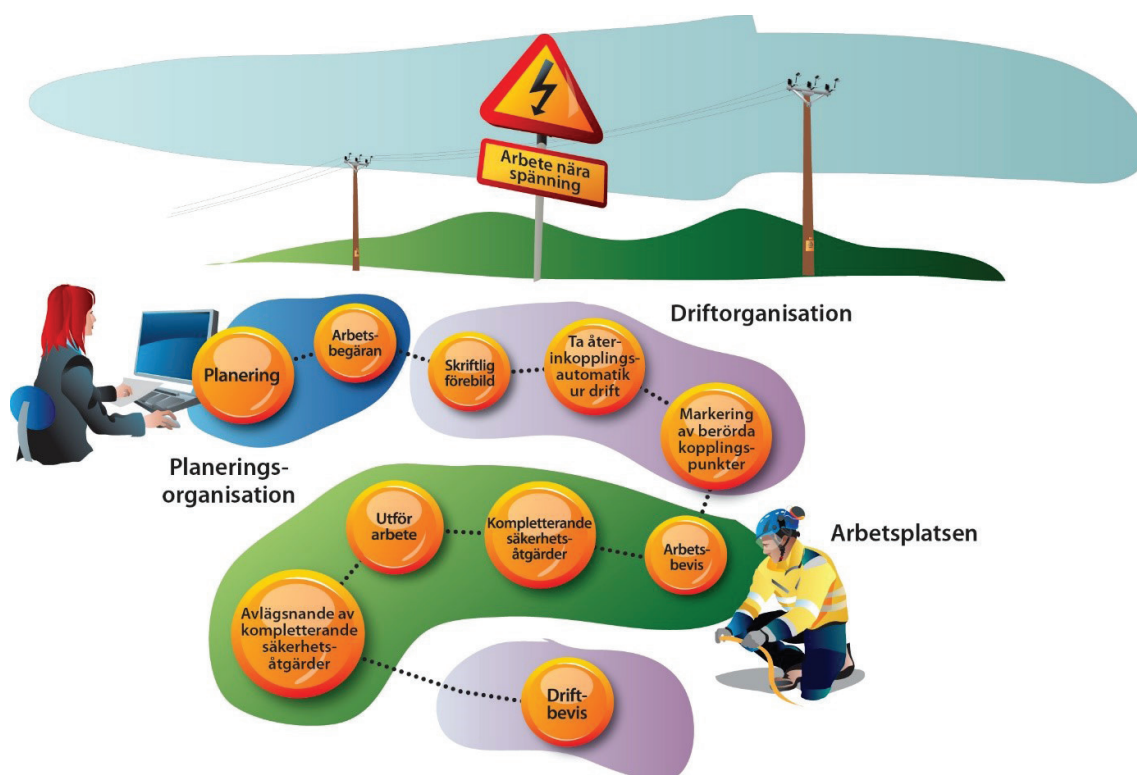 Arbete nära
spänning
Driftorganisation
Planering
Arbets-
begäran
Skriftlig
förebild
Ta åter-
inkopplings-
automatik
ur drift
Markering
av berörda
kopplings-
punkter
Planerings-
organisation
Arbetsplatsen
Arbets-
bevis
Kompletterande
säkerhets-
åtgärder
Utför
arbete
Avlägsnande av
kompletterande
säkerhets-
åtgärder
Drift-
bevis